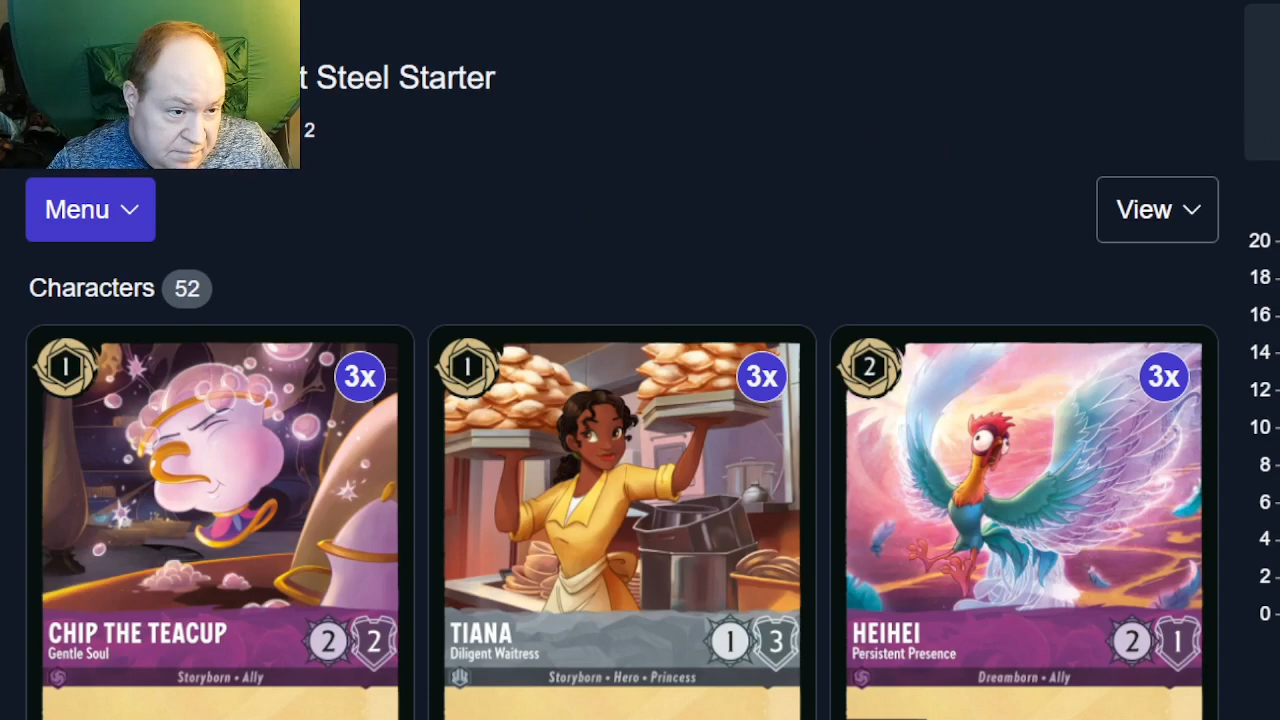 t Steel Starter
2
Menu
View
Characters 52
20
18
16
14
12
10
8
6
4
2
0
1
3x
1
3x
2
3x
CHIP THE TEACUP
Gentle Soul
2 2
Storyborn • Ally
TIANA
Diligent Waitress
1 3
Storyborn • Hero • Princess
HEIHEI
Persistent Presence
2 1
Dreamborn • Ally